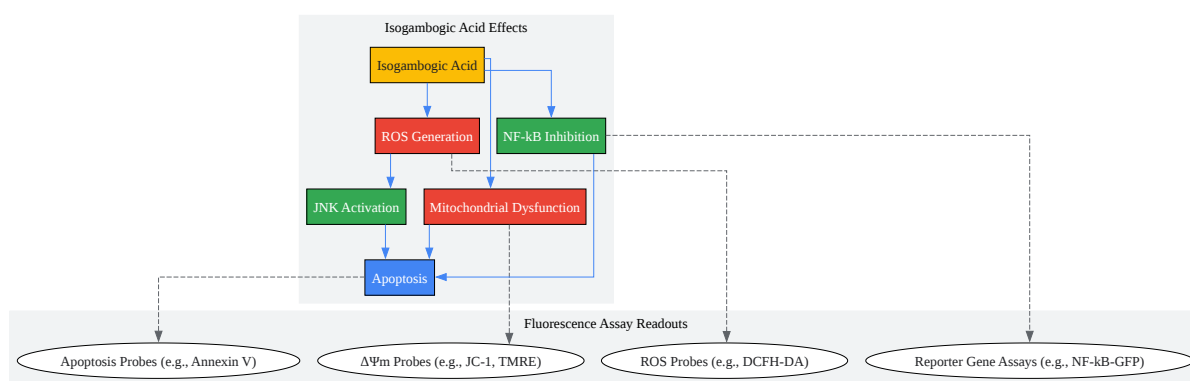 Isogambogic Acid Effects
Isogambogic Acid
ROS Generation
NF-kB Inhibition
JNK Activation
Mitochondrial Dysfunction
Apoptosis
Fluorescence Assay Readouts
Apoptosis Probes (e.g., Annexin V)
ΔΨm Probes (e.g., JC-1, TMRE)
ROS Probes (e.g., DCFH-DA)
Reporter Gene Assays (e.g., NF-kB-GFP)